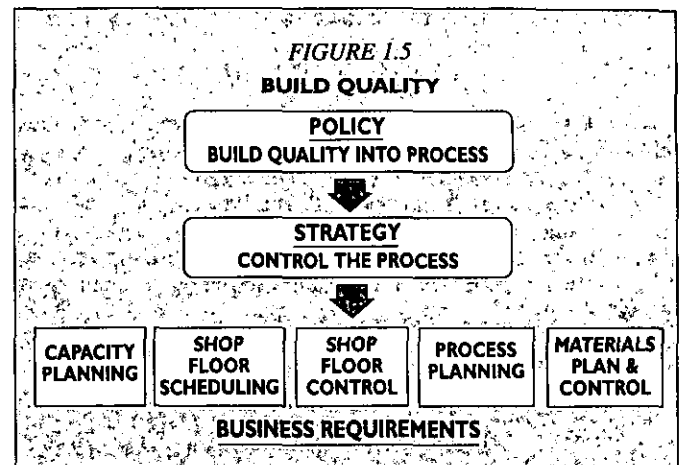 FIGURE 1.5
BUILD QUALITY
POLICY
BUILD QUALITY INTO PROCESS
STRATEGY
CONTROL THE PROCESS
CAPACITY
PLANNING
SHOP
FLOOR
SCHEDULING
SHOP
FLOOR
CONTROL
PROCESS
PLANNING
MATERIALS
PLAN &
CONTROL
BUSINESS REQUIREMENTS